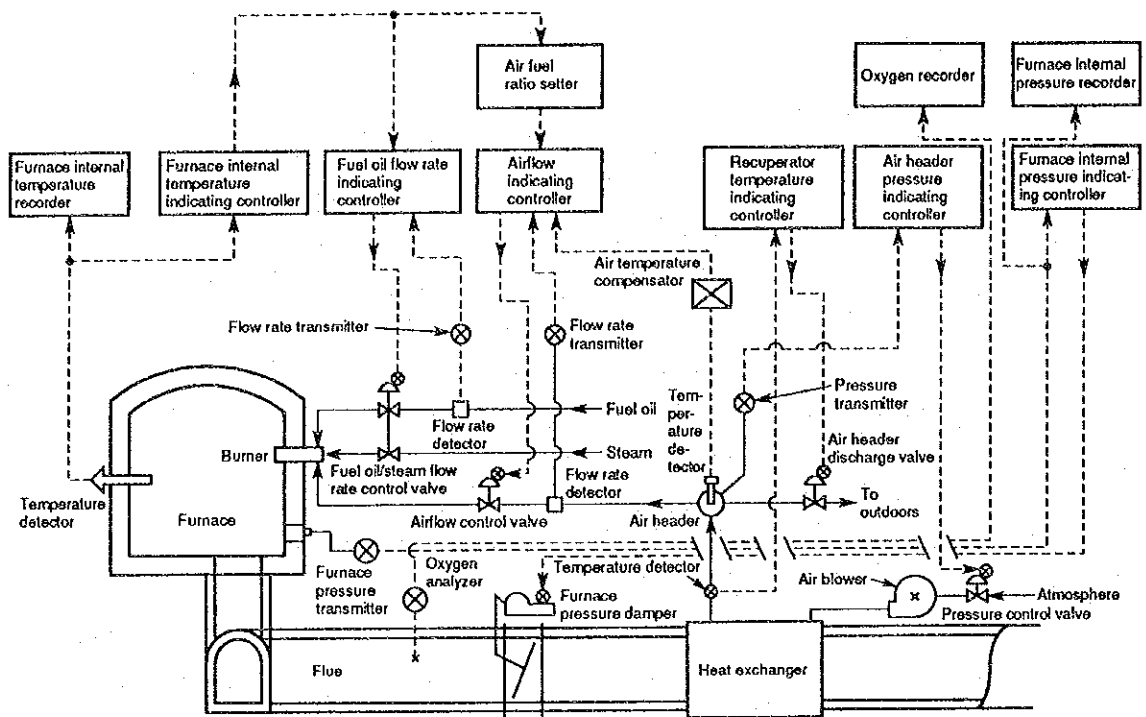 Air fuel
ratio setter
Oxygen recorder
Furnace internal
pressure recorder
Furnace internal
temperature
recorder
Furnace internal
temperature
indicating controller
Fuel oil flow rate
indicating
controller
Airflow
indicating
controller
Recuperator
temperature
indicating
controller
Air header
pressure
indicating
controller
Furnace internal
pressure indicat-
ing controller
Air temperature
compensator
Flow rate transmitter
Flow rate
transmitter
Tem-
per-
ature
de-
tector
Pressure
transmitter
Fuel oil
Flow rate
detector
Steam
Burner
Fuel oil/steam flow
rate control valve
Flow rate
detector
Air header
discharge valve
Temperature
detector
Furnace
Airflow control valve
Air header
To
outdoors
Furnace
pressure
transmitter
Oxygen
analyzer
Temperature detector
Furnace
pressure damper
Air blower
Atmosphere
Pressure control valve
Flue
Heat exchanger